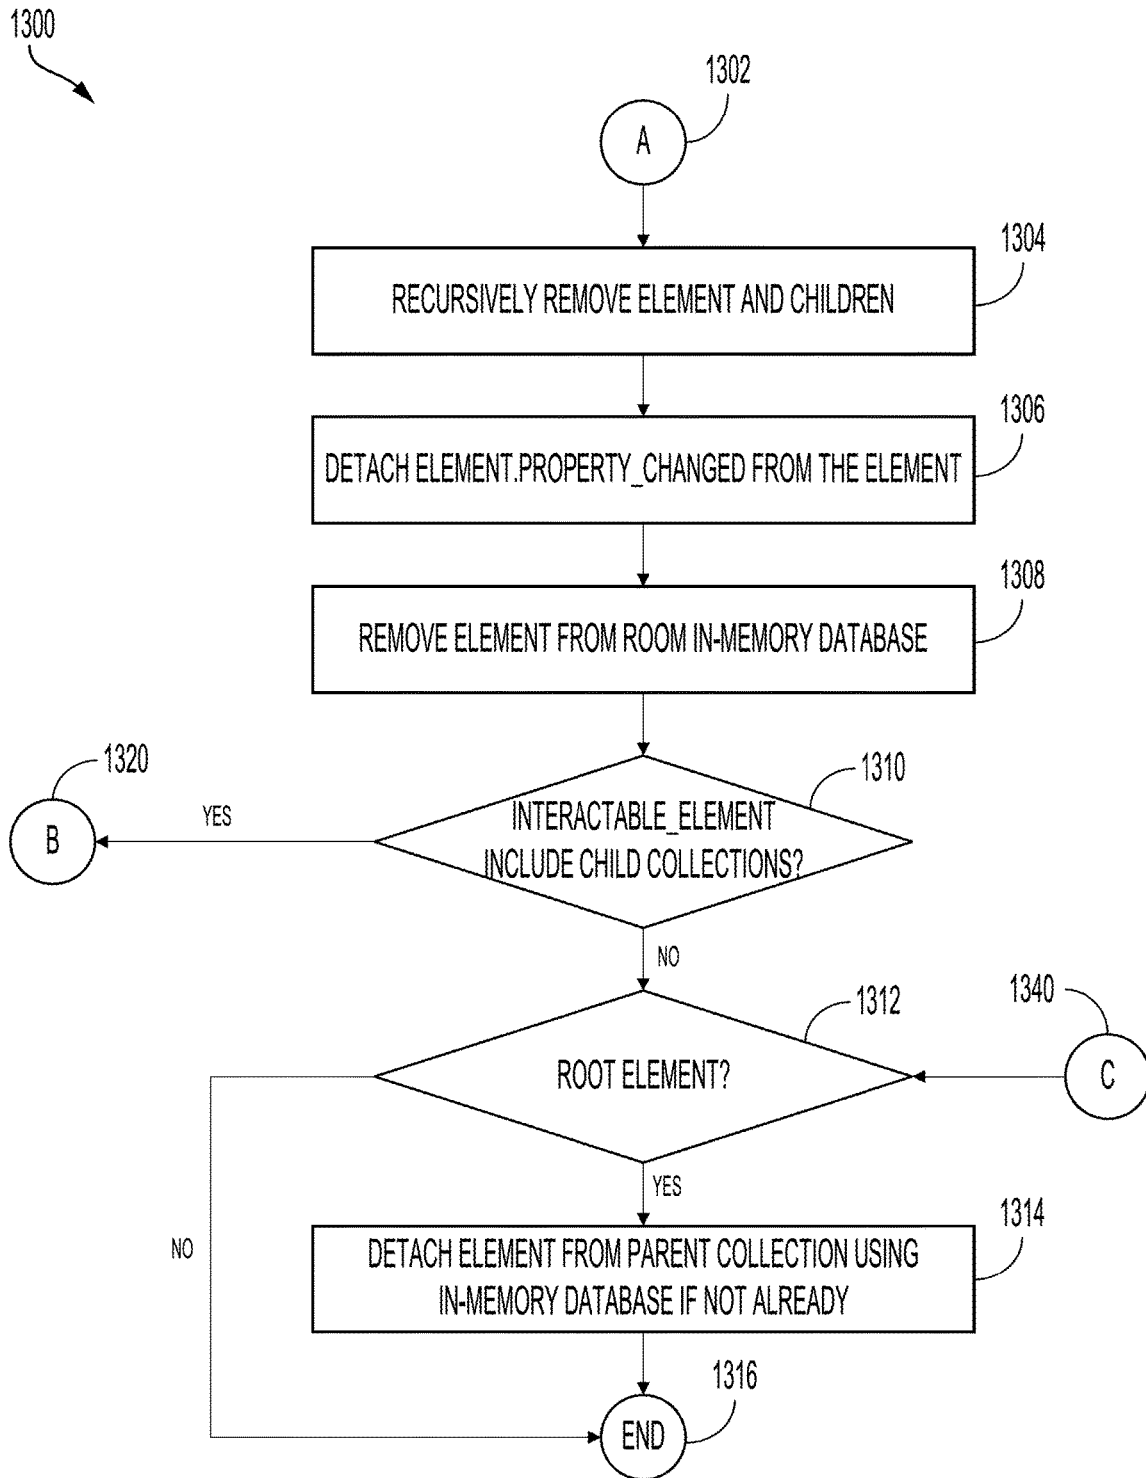 1300
1302
A
1304
RECURSIVELY REMOVE ELEMENT AND CHILDREN
1306
DETACH ELEMENT.PROPERTY_CHANGED FROM THE ELEMENT
1308
REMOVE ELEMENT FROM ROOM IN-MEMORY DATABASE
1320
B
YES
1310
INTERACTABLE_ELEMENT
INCLUDE CHILD COLLECTIONS?
NO
1312
1340
ROOT ELEMENT?
C
YES
1314
NO
DETACH ELEMENT FROM PARENT COLLECTION USING
IN-MEMORY DATABASE IF NOT ALREADY
1316
END